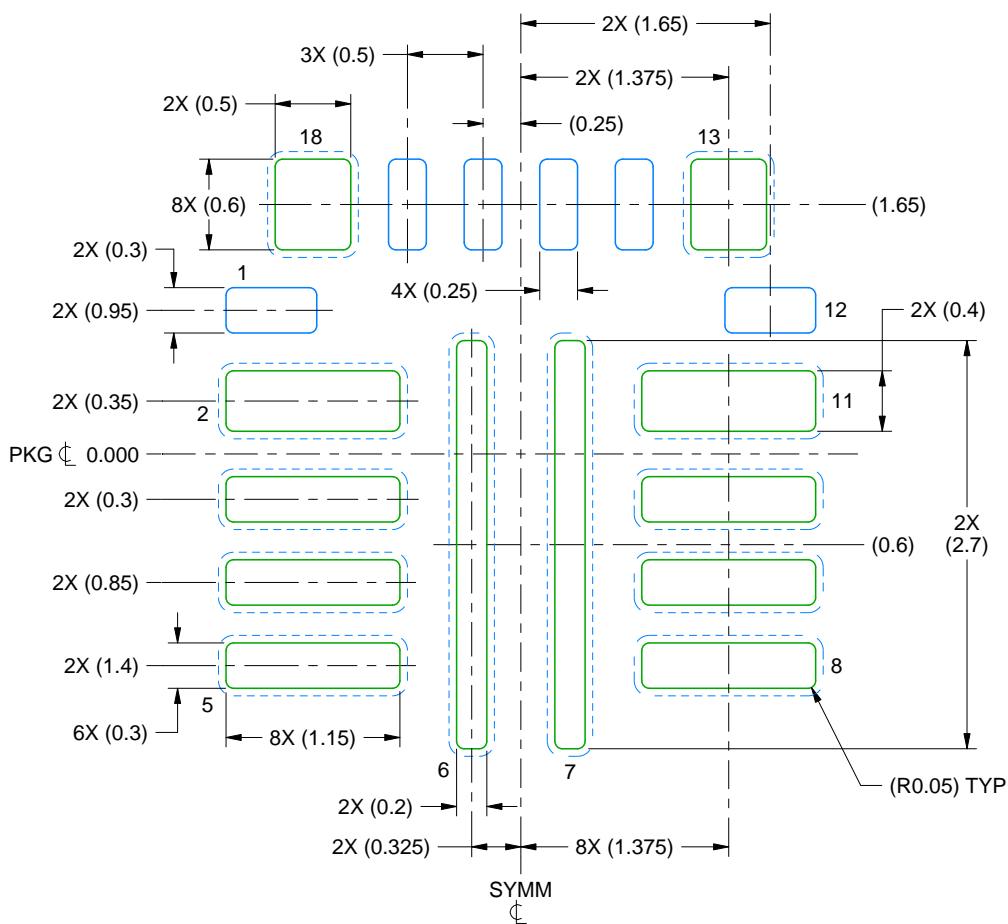 2X (1.65)
3X (0.5)
2X (1.375)
2X (0.5)
(0.25)
18
13
8X (0.6)
(1.65)
2X (0.3)
1
4X (0.25)
2X (0.95)
12
2X (0.4)
2X (0.35)
2
11
PKG ℄ 0.000
2X (0.3)
2X
(2.7)
(0.6)
2X (0.85)
2X (1.4)
8
5
6X (0.3)
8X (1.15)
6
7
(R0.05) TYP
2X (0.2)
2X (0.325)
8X (1.375)
SYMM
℄